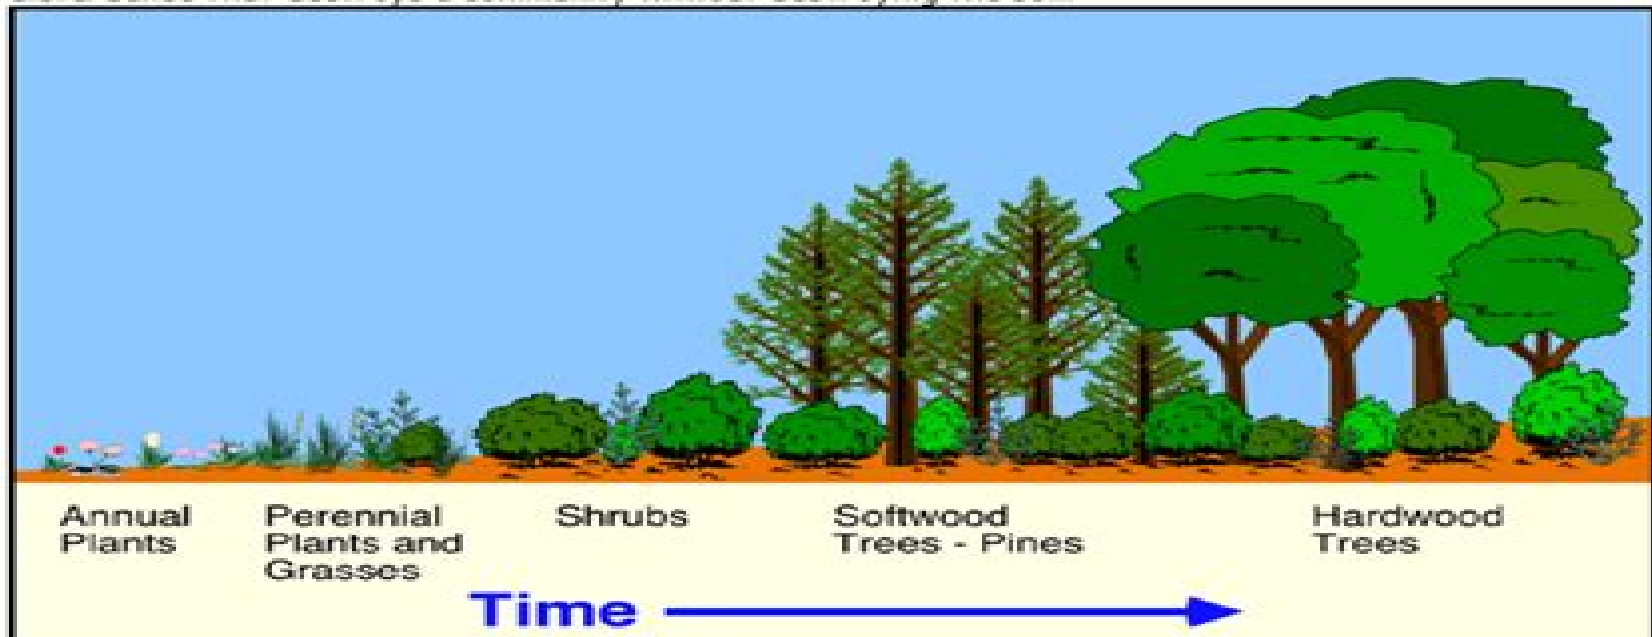 Annual
Plants
Perennial
Plants and
Grasses
Shrubs
Softwood
Trees - Pines
Hardwood
Trees
Time